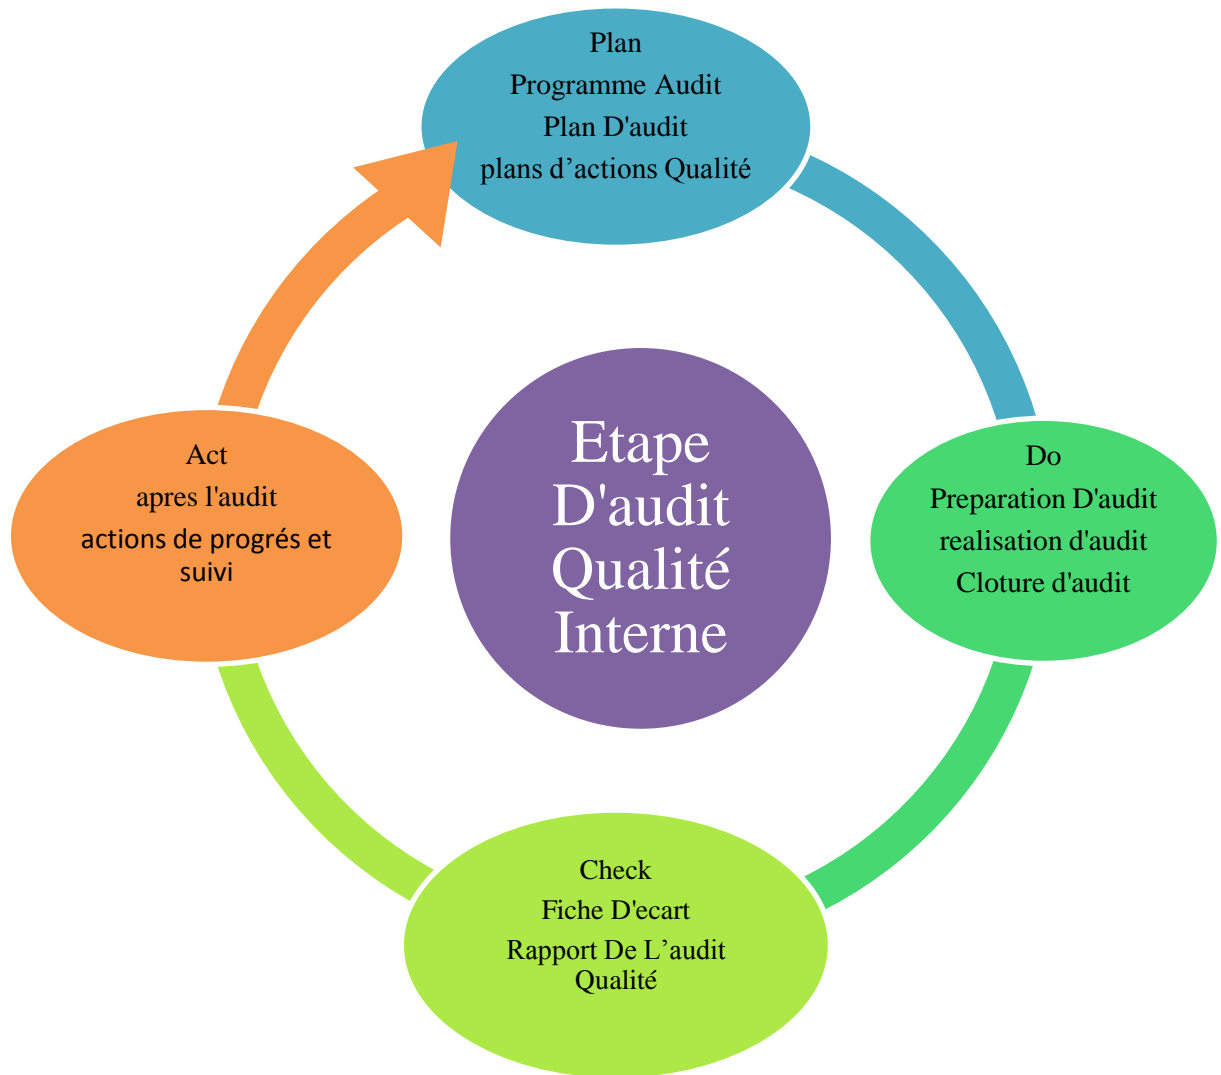 Plan
Programme Audit
Plan D'audit
plans d’actions Qualité
Do
Preparation D'audit
realisation d'audit
Cloture d'audit
Check
Fiche D'ecart
Rapport De L’audit
Qualité
Act
apres l'audit
actions de progrés et
suivi
Etape
D'audit
Qualité
Interne